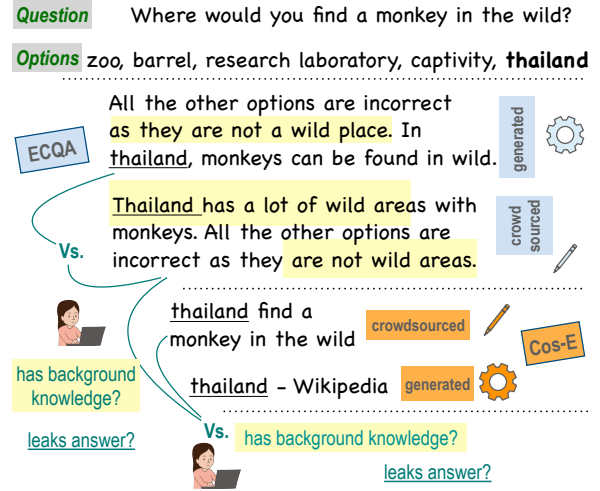 Question Where would you find a monkey in the wild?
Options zoo, barrel, research laboratory, captivity, thailand
All the other options are incorrect
as they are not a wild place. In
thailand, monkeys can be found in wild.
generated
ECQA
Thailand has a lot of wild areas with
monkeys. All the other options are
incorrect as they are not wild areas.
crowd
sourced
Vs.
thailand find a
monkey in the wild
crowdsourced
Cos-E
has background
knowledge?
thailand - Wikipedia
generated
leaks answer?
Vs.
has background knowledge?
leaks answer?